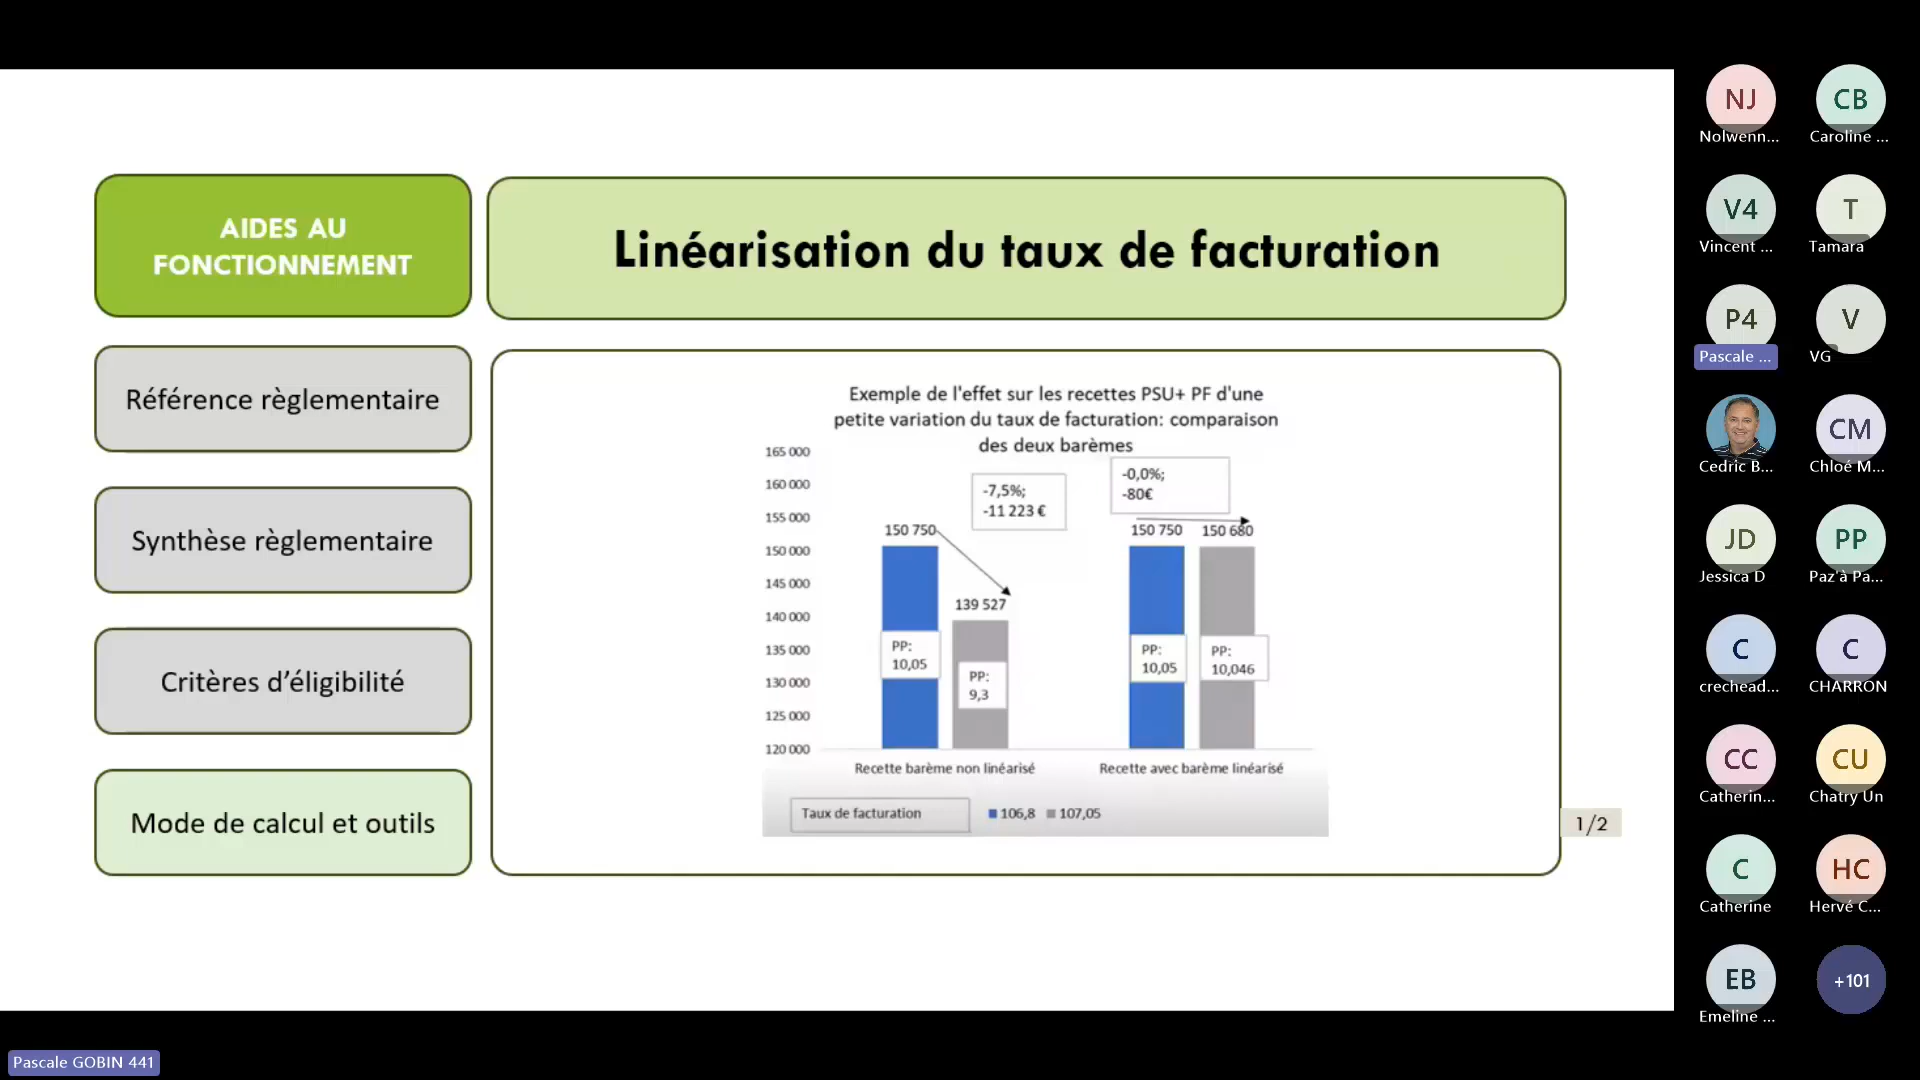 AIDES AU
FONCTIONNEMENT
Linéarisation du taux de facturation
Référence règlementaire
Synthèse règlementaire
Critères d’éligibilité
Mode de calcul et outils
Exemple de l'effet sur les recettes PSU+ PF d'une
petite variation du taux de facturation: comparaison
des deux barèmes
165 000
160 000
155 000
150 000
145 000
140 000
135 000
130 000
125 000
120 000
-7,5%;
-11 223 €
-0,0%;
-80€
150 750
139 527
150 750
150 680
PP:
10,05
PP:
9,3
PP:
10,05
PP:
10,046
Recette barème non linéarisé
Recette avec barème linéarisé
Taux de facturation
106,8
107,05
1/2
NJ
Nolwenn...
CB
Caroline ...
V4
Vincent ...
T
Tamara
P4
Pascale ...
V
VG
Cedric B...
CM
Chloé M...
JD
Jessica D
PP
Paz'à Pa...
C
crechead...
C
CHARRON
CC
Catherin...
CU
Chatry Un
C
Catherine
HC
Hervé C...
EB
Emeline ...
+101
Pascale GOBIN 441